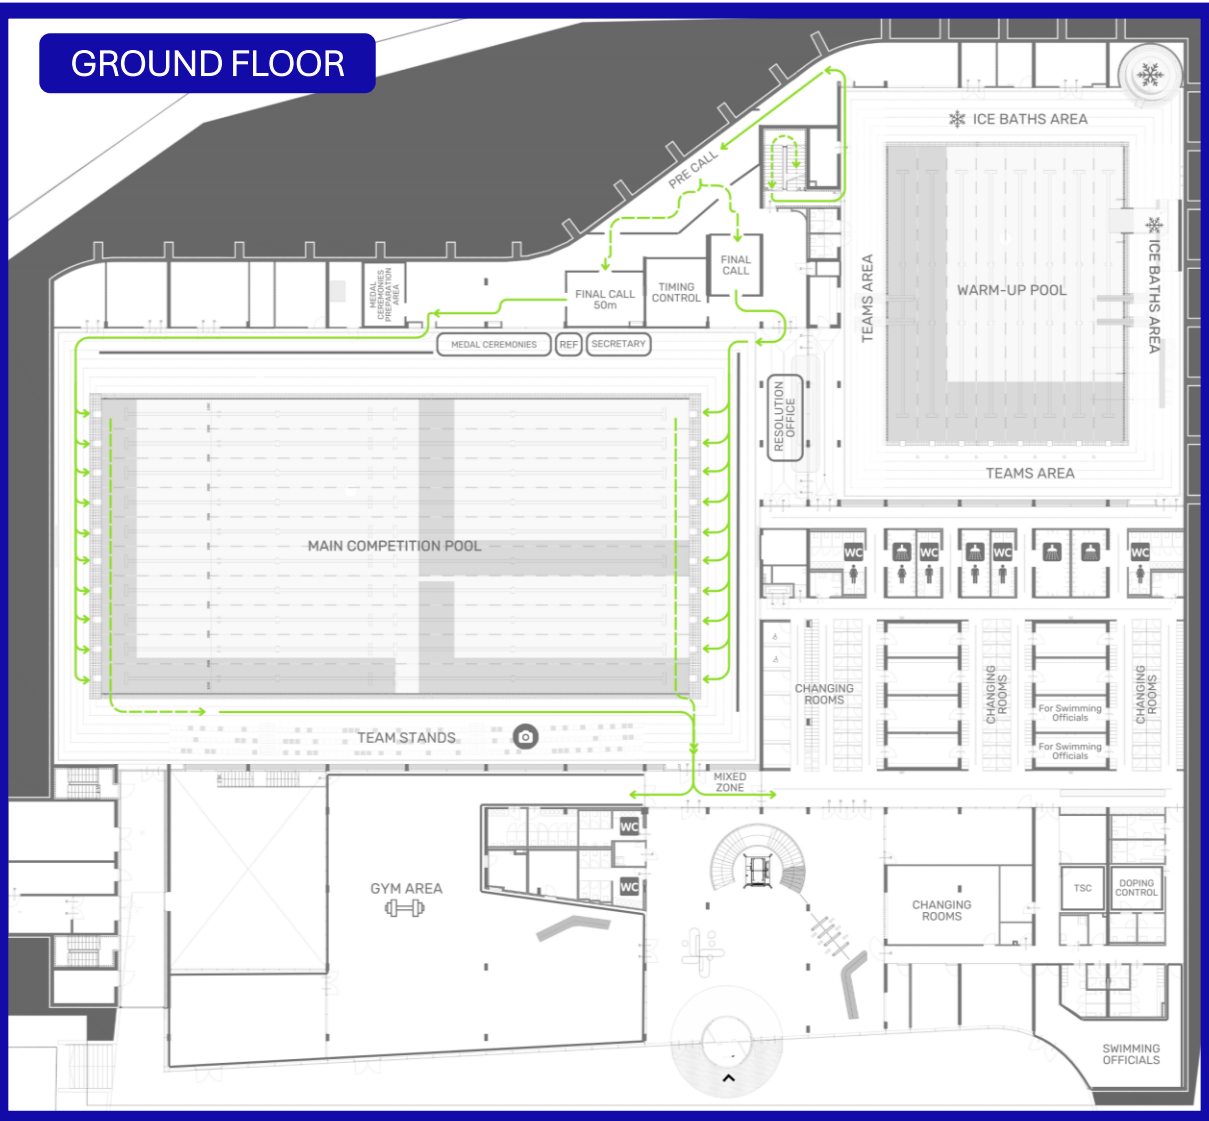 GROUND FLOOR
ICE BATHS AREA
PRE CALL
FINAL
CALL
MEDAL
CEREMONIES
PREPARATION
AREA
FINAL CALL
50m
TIMING
CONTROL
TEAMS AREA
WARM-UP POOL
ICE BATHS AREA
MEDAL CEREMONIES
REF
SECRETARY
RESOLUTION
OFFICE
TEAMS AREA
MAIN COMPETITION POOL
WC
WC
WC
WC
CHANGING
ROOMS
CHANGING
ROOMS
CHANGING
ROOMS
For Swimming
Officials
For Swimming
Officials
TEAM STANDS
MIXED
ZONE
WC
WC
GYM AREA
CHANGING
ROOMS
TSC
DOPING
CONTROL
SWIMMING
OFFICIALS